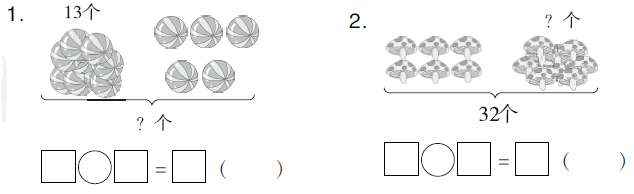 1. 13个
? 个
□○□=□ ( )
2. ? 个
32个
□○□=□ ( )